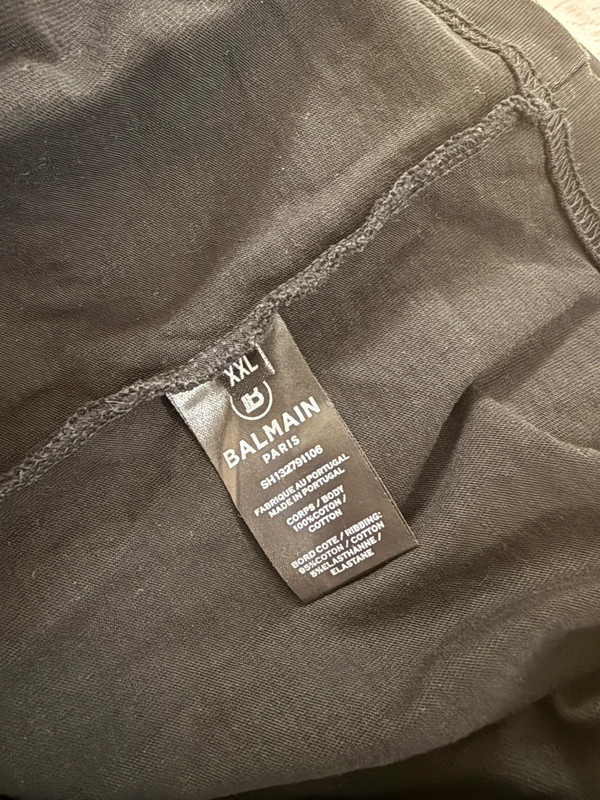 XXL
BALMAIN
PARIS
SH132791106
FABRIQUE AU PORTUGAL
MADE IN PORTUGAL
CORPS / BODY
100%COTON /
COTTON
BORD COTE / RIBBING:
95%COTON / COTTON
5%ELASTHANNE /
ELASTANE